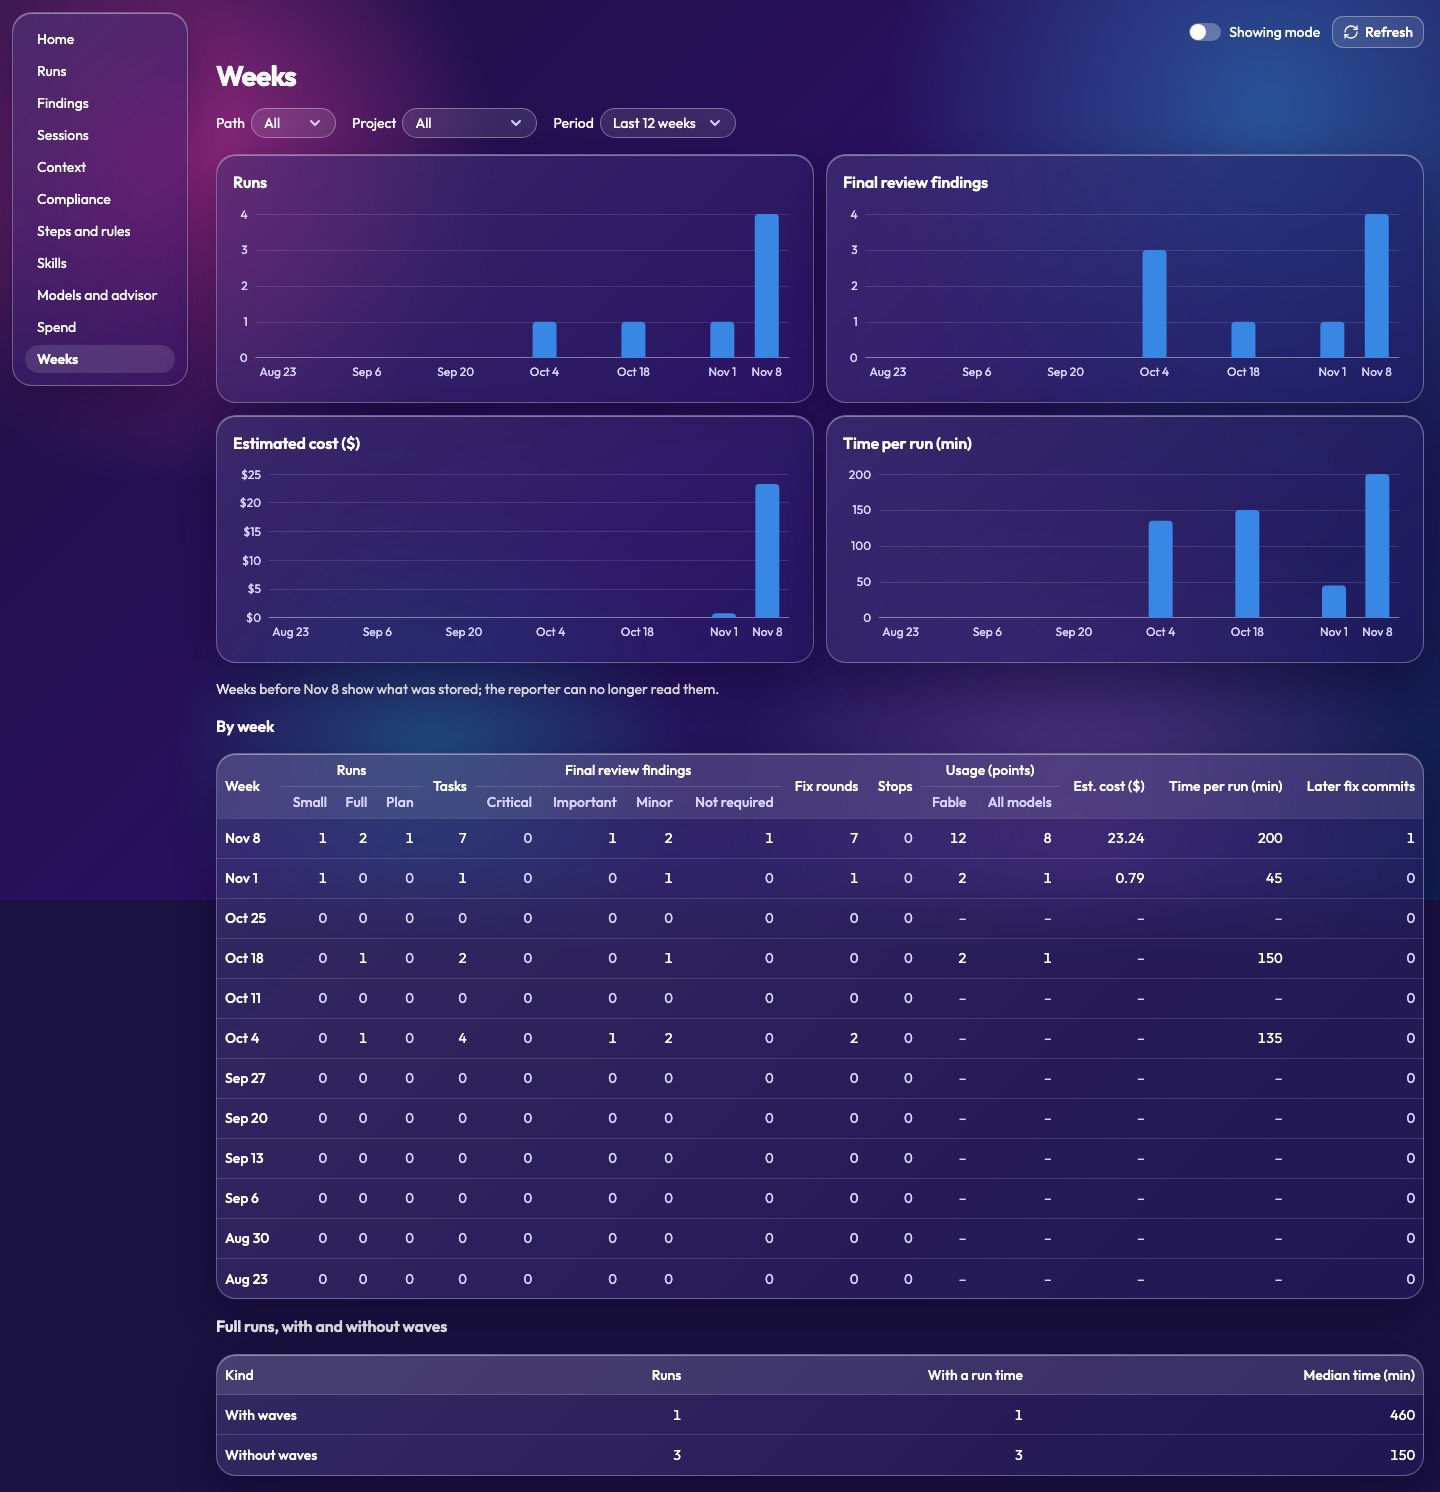 Home
Runs
Findings
Sessions
Context
Compliance
Steps and rules
Skills
Models and advisor
Spend
Weeks
Showing mode
Refresh
Weeks
Path All Project All Period Last 12 weeks
Runs
4
3
2
1
0
Aug 23 Sep 6 Sep 20 Oct 4 Oct 18 Nov 1 Nov 8
Final review findings
4
3
2
1
0
Aug 23 Sep 6 Sep 20 Oct 4 Oct 18 Nov 1 Nov 8
Estimated cost ($)
$25
$20
$15
$10
$5
$0
Aug 23 Sep 6 Sep 20 Oct 4 Oct 18 Nov 1 Nov 8
Time per run (min)
200
150
100
50
0
Aug 23 Sep 6 Sep 20 Oct 4 Oct 18 Nov 1 Nov 8
Weeks before Nov 8 show what was stored; the reporter can no longer read them.
By week
Week Runs Tasks Final review findings Fix rounds Stops Usage (points) Est. cost ($) Time per run (min) Later fix commits
Small Full Plan Critical Important Minor Not required Fable All models
Nov 8 1 2 1 7 0 1 2 1 7 0 12 8 23.24 200 1
Nov 1 1 0 0 1 0 0 1 0 1 0 2 1 0.79 45 0
Oct 25 0 0 0 0 0 0 0 0 0 0 – – – – 0
Oct 18 0 1 0 2 0 0 1 0 0 0 2 1 – 150 0
Oct 11 0 0 0 0 0 0 0 0 0 0 – – – – 0
Oct 4 0 1 0 4 0 1 2 0 2 0 – – – 135 0
Sep 27 0 0 0 0 0 0 0 0 0 0 – – – – 0
Sep 20 0 0 0 0 0 0 0 0 0 0 – – – – 0
Sep 13 0 0 0 0 0 0 0 0 0 0 – – – – 0
Sep 6 0 0 0 0 0 0 0 0 0 0 – – – – 0
Aug 30 0 0 0 0 0 0 0 0 0 0 – – – – 0
Aug 23 0 0 0 0 0 0 0 0 0 0 – – – – 0
Full runs, with and without waves
Kind Runs With a run time Median time (min)
With waves 1 1 460
Without waves 3 3 150